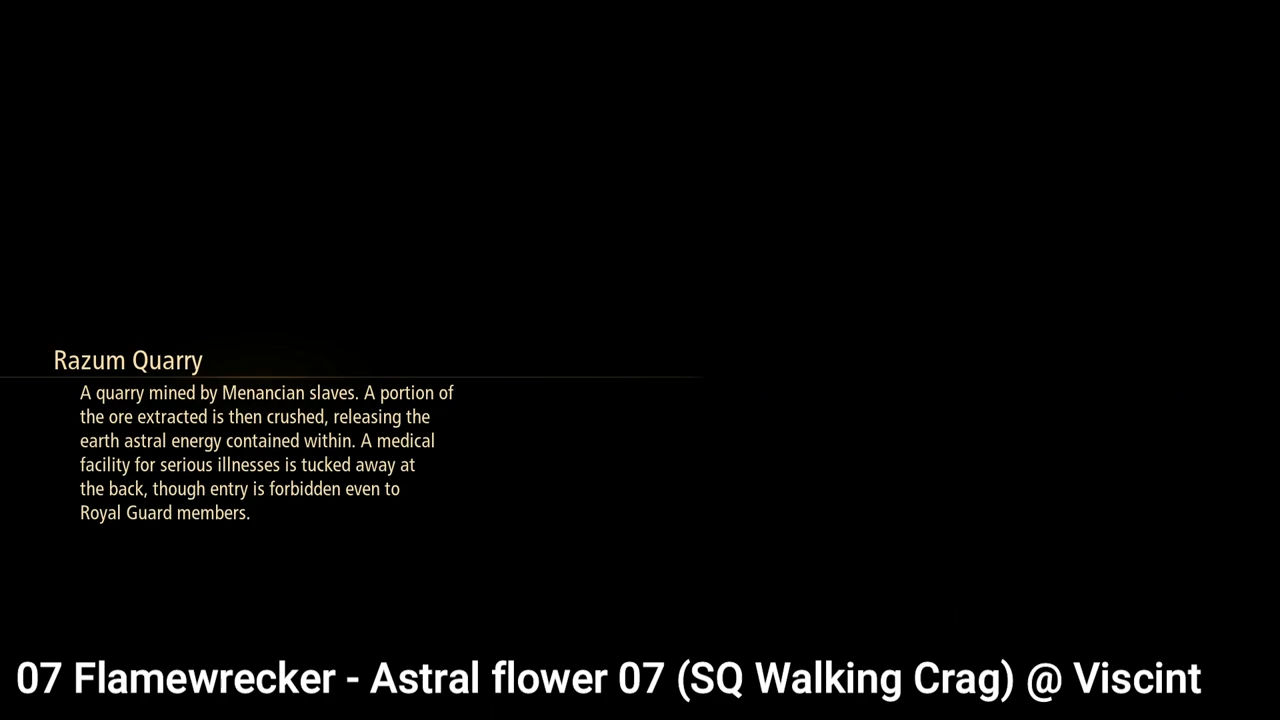 Razum Quarry
A quarry mined by Menancian slaves. A portion of
the ore extracted is then crushed, releasing the
earth astral energy contained within. A medical
facility for serious illnesses is tucked away at
the back, though entry is forbidden even to
Royal Guard members.
07 Flamewrecker - Astral flower 07 (SQ Walking Crag) @ Viscint